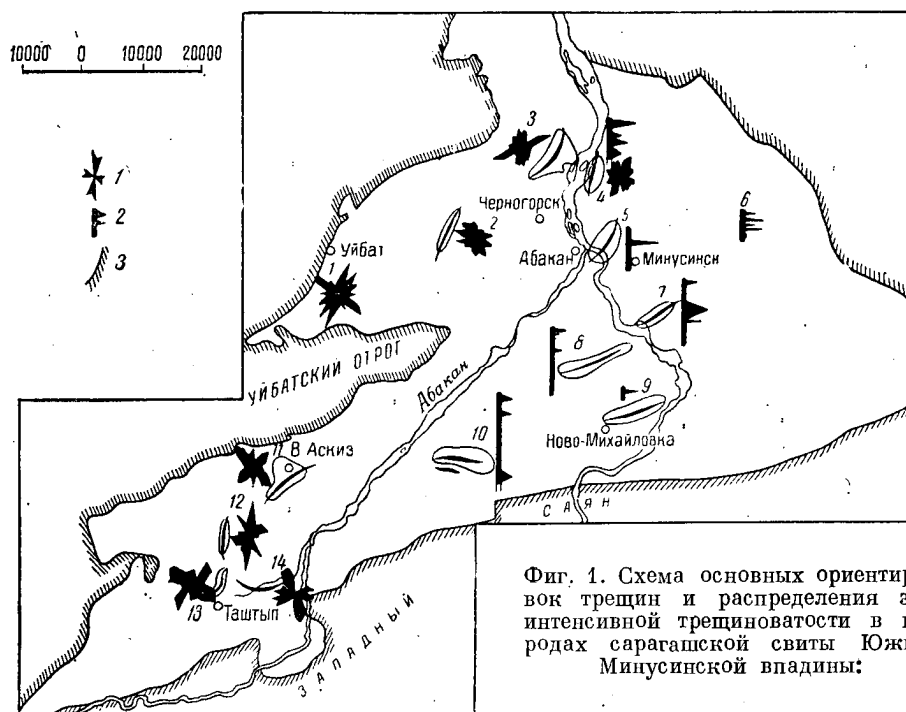 10000 0 10000 20000
1
2
3
3
4
Черногорск
5
6
2
Уйбат
Абакан
Минусинск
1
7
УЙБАТСКИЙ ОТРОГ
Абакан
8
9
Ново-Михайловка
10
11
В Аскиз
12
13
Таштып
14
ЗАПАДНЫЙ
САЯН
Фиг. 1. Схема основных ориентир
вок трещин и распределения з
интенсивной трещиноватости в п
родах сарагашской свиты Южн
Минусинской впадины: